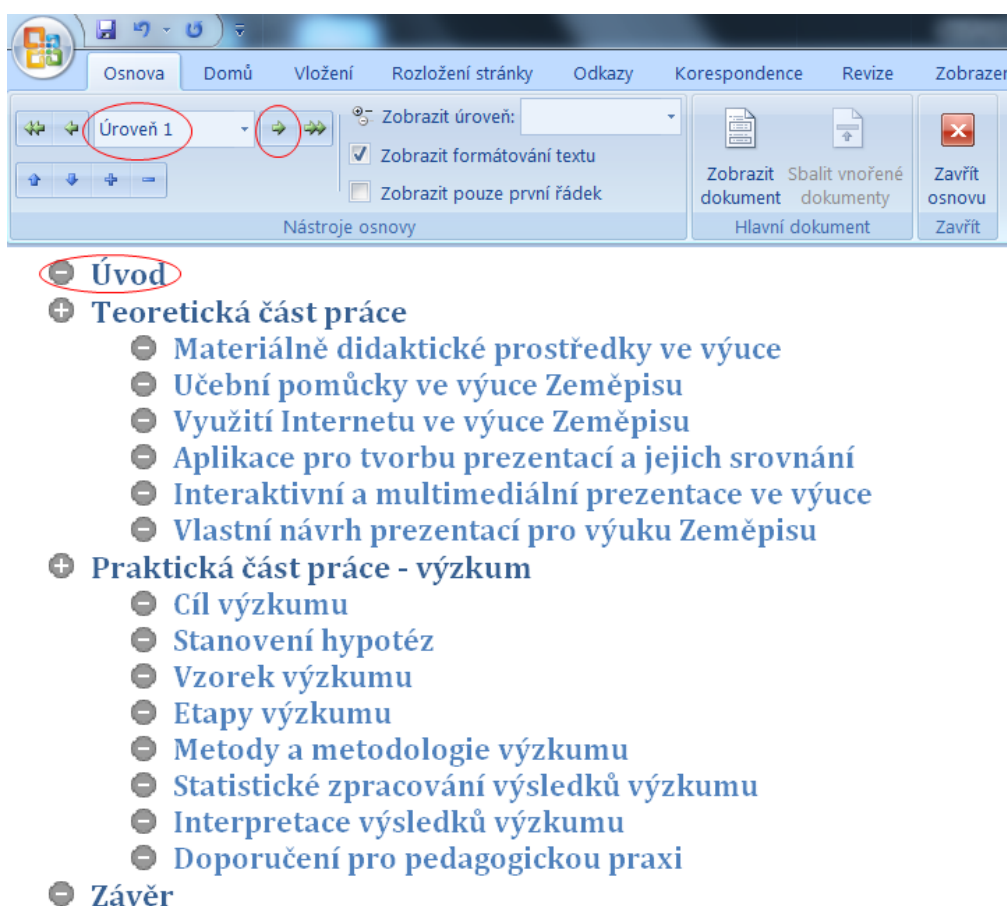 Osnova Domů Vložení Rozložení stránky Odkazy Korespondence Revize Zobrazen
Úroveň 1 Zobrazit úroveň:
Zobrazit formátování textu
Zobrazit pouze první řádek
Zobrazit dokument
Sbalit vnořené dokumenty
Zavřít osnovu
Nástroje osnovy Hlavní dokument Zavřít
Úvod
Teoretická část práce
Materiálně didaktické prostředky ve výuce
Učební pomůcky ve výuce Zeměpisu
Využití Internetu ve výuce Zeměpisu
Aplikace pro tvorbu prezentací a jejich srovnání
Interaktivní a multimediální prezentace ve výuce
Vlastní návrh prezentací pro výuku Zeměpisu
Praktická část práce - výzkum
Cíl výzkumu
Stanovení hypotéz
Vzorek výzkumu
Etapy výzkumu
Metody a metodologie výzkumu
Statistické zpracování výsledků výzkumu
Interpretace výsledků výzkumu
Doporučení pro pedagogickou praxi
Závěr